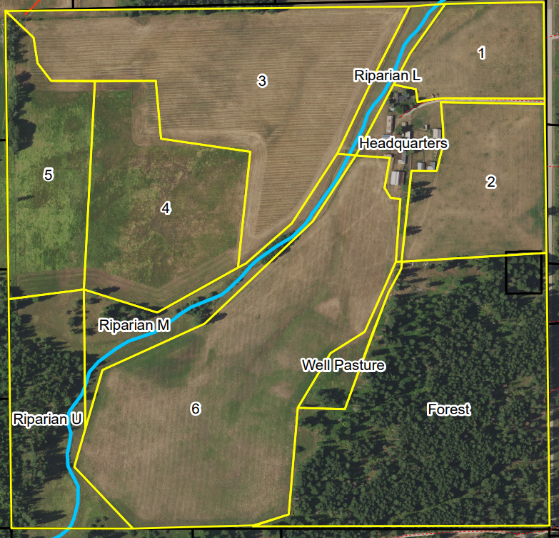 1
3
Riparian L
Headquarters
5
2
4
Riparian M
Well Pasture
6
Forest
Riparian U